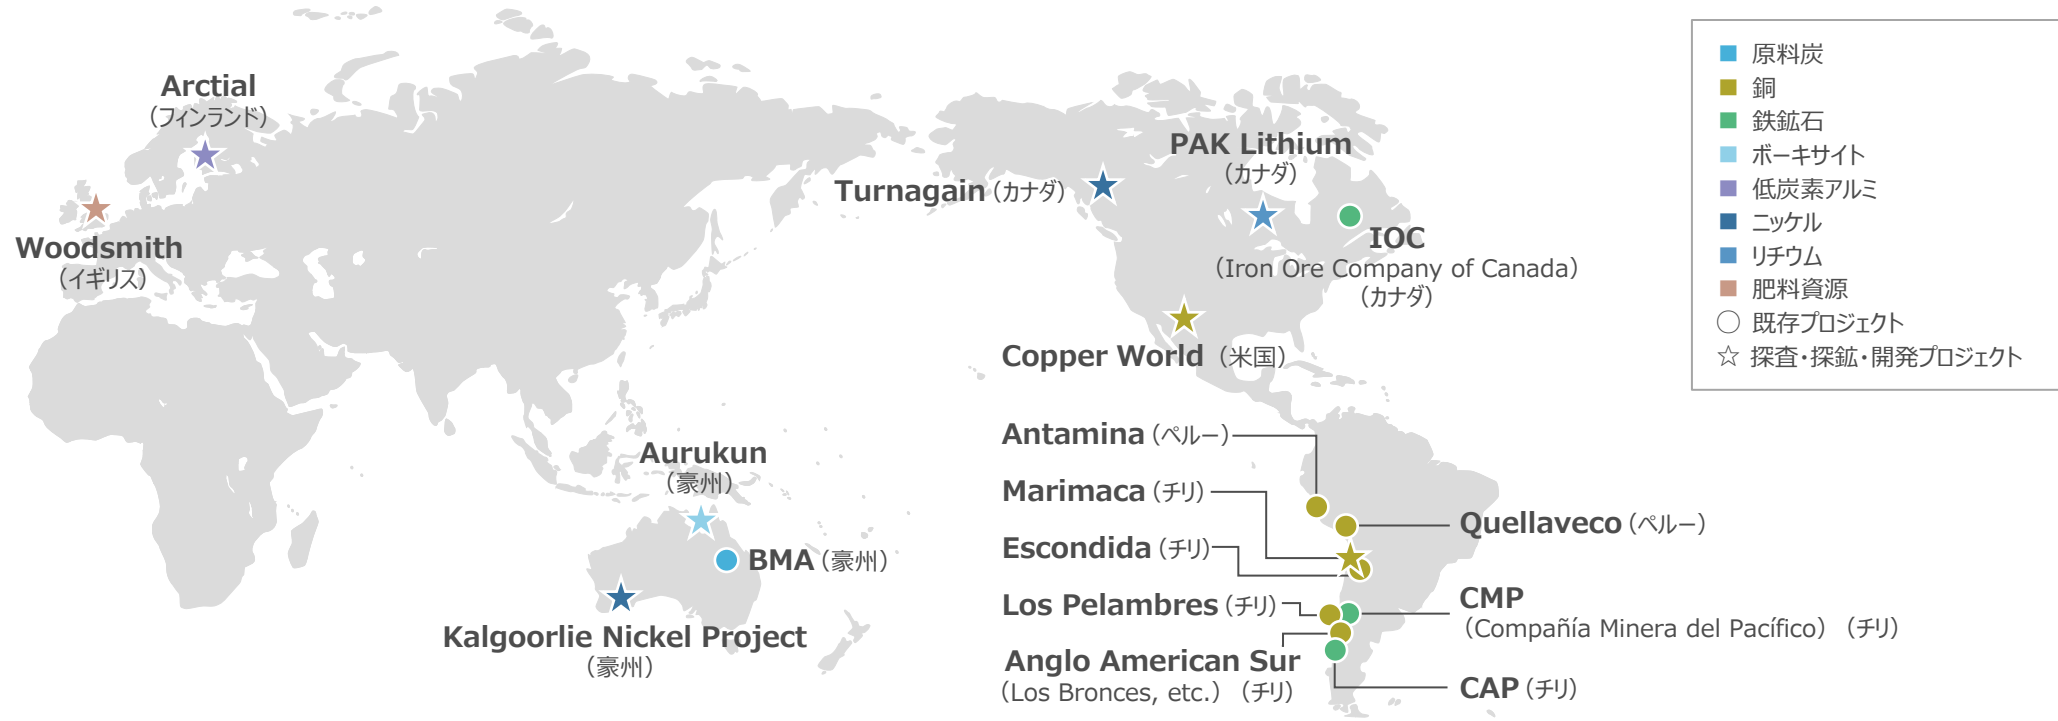 Arctial
（フィンランド）
Woodsmith
（イギリス）
Aurukun
（豪州）
BMA（豪州）
Kalgoorlie Nickel Project
（豪州）
Turnagain（カナダ）
PAK Lithium
（カナダ）
IOC
（Iron Ore Company of Canada）
（カナダ）
Copper World（米国）
Antamina（ペルー）
Marimaca（チリ）
Escondida（チリ）
Los Pelambres（チリ）
Anglo American Sur
（Los Bronces, etc.）（チリ）
Quellaveco（ペルー）
CMP
（Compañía Minera del Pacífico）（チリ）
CAP（チリ）
原料炭
銅
鉄鉱石
ボーキサイト
低炭素アルミ
ニッケル
リチウム
肥料資源
○ 既存プロジェクト
☆ 探査・探鉱・開発プロジェクト